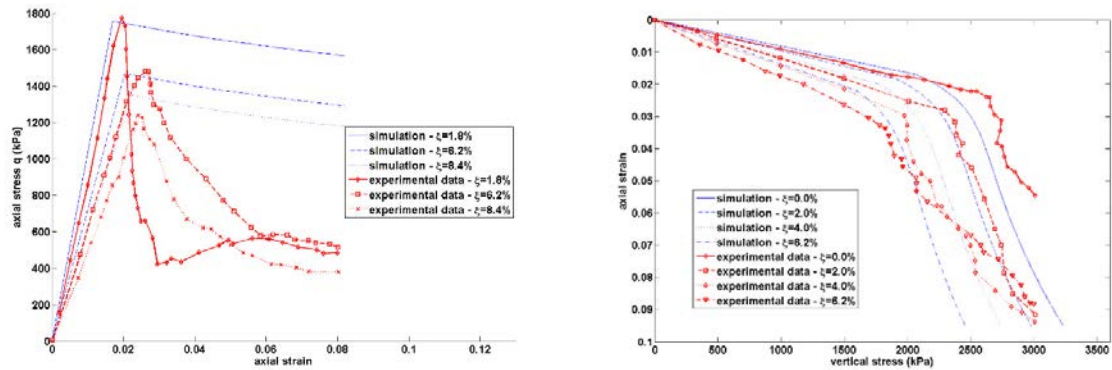 1800
1600
1400
1200
1000
800
600
400
200
0
axial stress q (kPa)
simulation - ξ=1.8%
simulation - ξ=6.2%
simulation - ξ=8.4%
experimental data - ξ=1.8%
experimental data - ξ=6.2%
experimental data - ξ=8.4%
0 0.02 0.04 0.06 0.08 0.1 0.12
axial strain
0
0.01
0.02
0.03
0.04
0.05
0.06
0.07
0.08
0.09
0.1
axial strain
simulation - ξ=0.0%
simulation - ξ=2.0%
simulation - ξ=4.0%
simulation - ξ=6.2%
experimental data - ξ=0.0%
experimental data - ξ=2.0%
experimental data - ξ=4.0%
experimental data - ξ=6.2%
0 500 1000 1500 2000 2500 3000 3500
vertical stress (kPa)